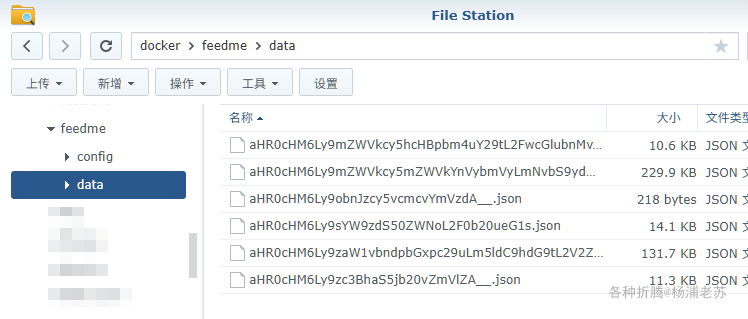 File Station
docker feedme data
上传 新增 操作 工具 设置
feedme
config
data
名称 大小 文件类型
aHR0cHM6Ly9mZWVkcy5hcHBpbm4uY29tL2FwcGlubnMv... 10.6 KB JSON 文
aHR0cHM6Ly9mZWVkcy5mZWVkYnVybmVyLmNvbS9yd... 229.9 KB JSON 文
aHR0cHM6Ly9obnJzcy5vcmcvYmVzdA__.json 218 bytes JSON 文
aHR0cHM6Ly9sYW9zdS50ZWNoL2F0b20ueG1s.json 14.1 KB JSON 文
aHR0cHM6Ly9zaW1vbndpbGxpc29uLm5ldC9hdG9tL2V2Z... 131.7 KB JSON 文
aHR0cHM6Ly9zc3BhaS5jb20vZmVlZA__.json 11.3 KB JSON 文
各种折腾@杨浦老苏